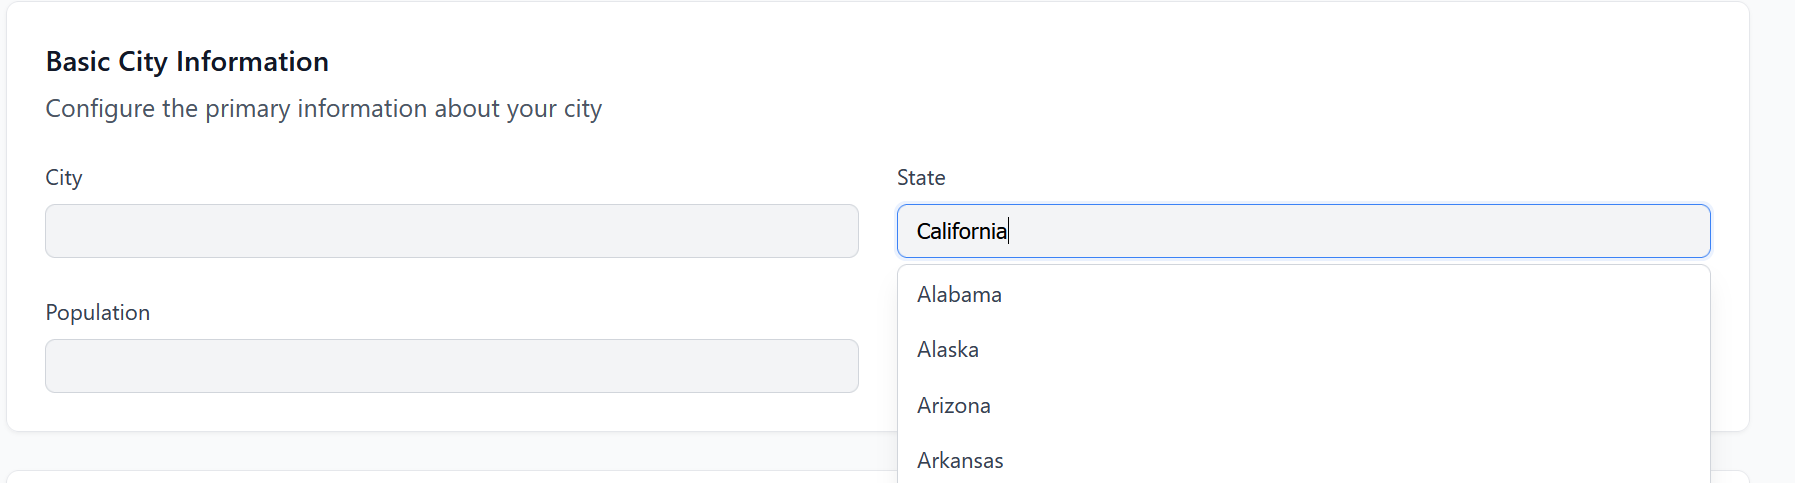 Basic City Information
Configure the primary information about your city
City
State
California
Population
Alabama
Alaska
Arizona
Arkansas